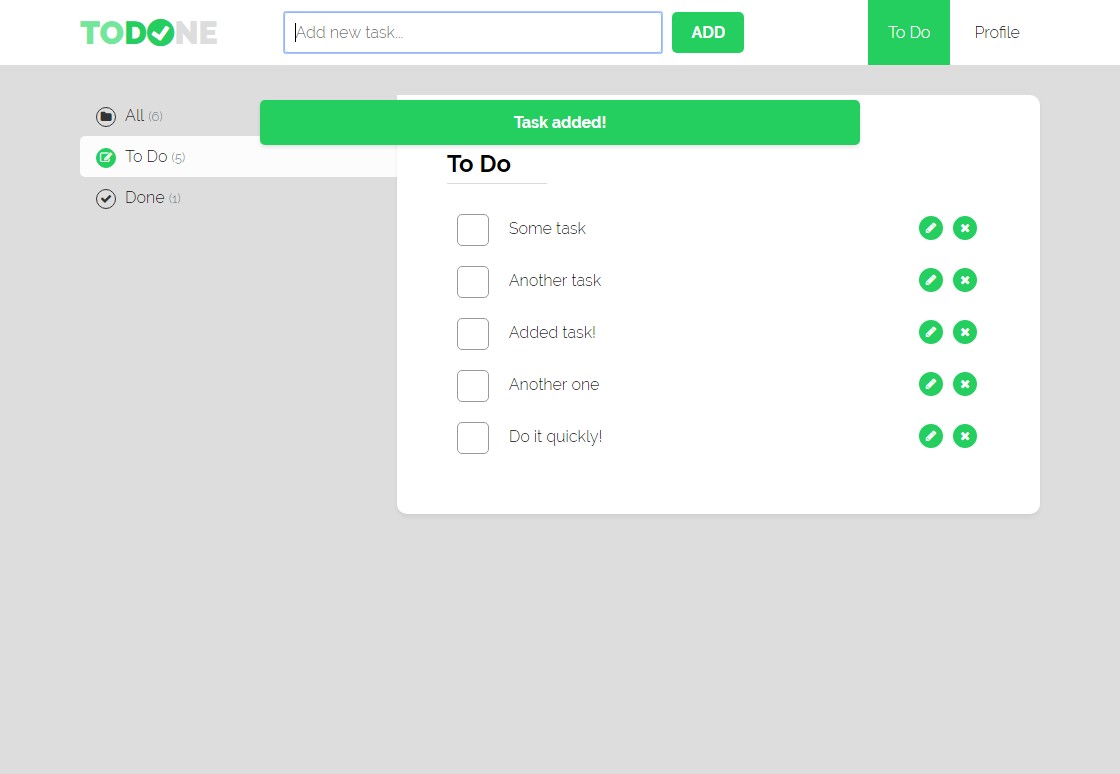 TODONE
Add new task...
ADD
To Do
Profile
All (6)
To Do (5)
Done (1)
Task added!
To Do
Some task
Another task
Added task!
Another one
Do it quickly!